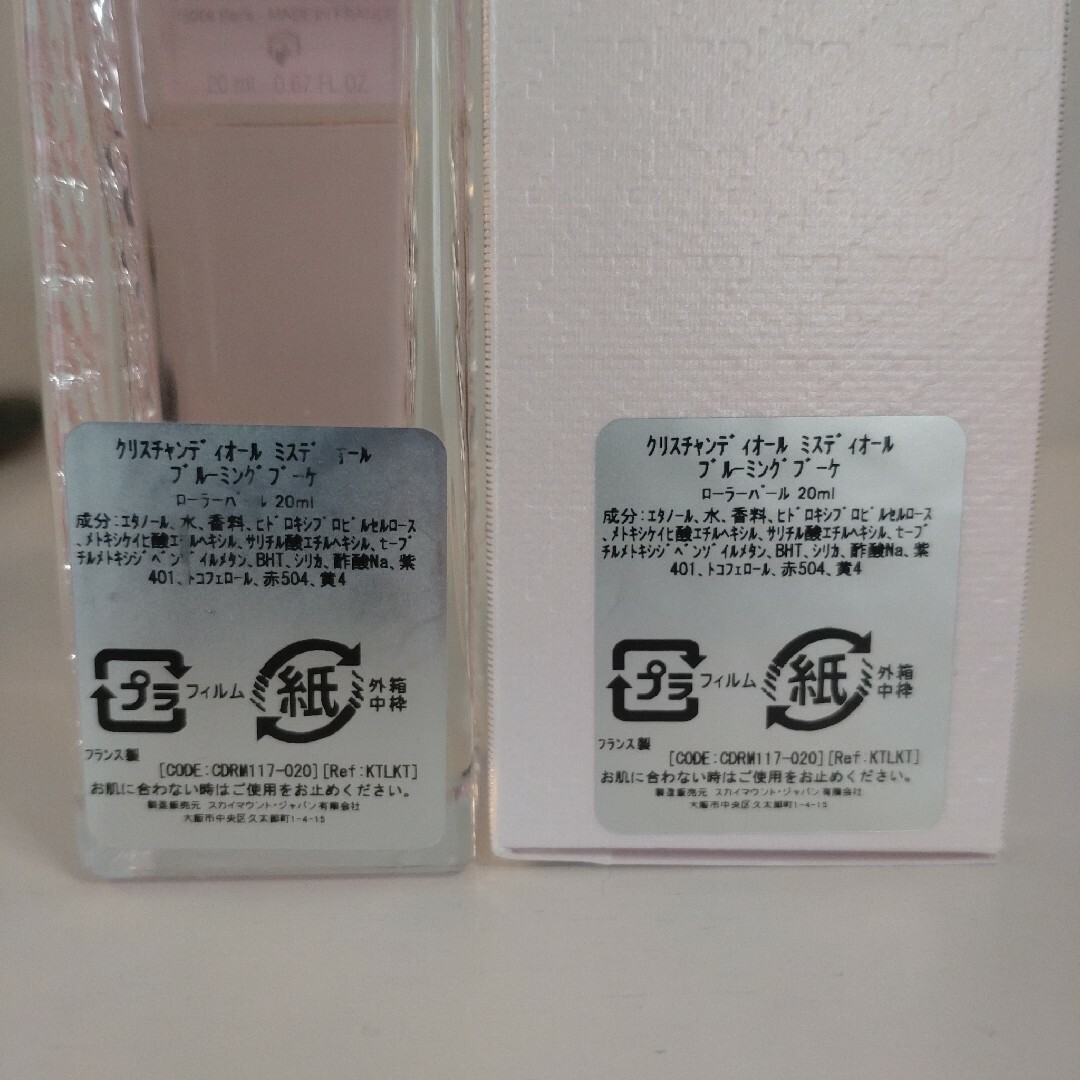 20 ml 0.67 FL.OZ
クリスチャンディオール ミスデ オール
ブルーミングブーケ
ローラーパール 20ml
成分:エタノール、水、香料、ヒドロキシプロピルセルロース
、メトキシケイヒ酸エチルヘキシル、サリチル酸エチルヘキシル、t-ブ
チルメトキシジベンゾイルメタン、BHT、シリカ、酢酸Na、紫
401、トコフェロール、赤504、黄4
プラ フィルム 紙 外箱
中枠
フランス製
[CODE:CDRM117-020][Ref:KTLKT]
お肌に合わない時はご使用をお止めください。
製造販売元 スカイマウント・ジャパン有限会社
大阪市中央区久太郎町1-4-15
クリスチャンディオール ミスディオール
ブルーミングブーケ
ローラーパール 20ml
成分:エタノール、水、香料、ヒドロキシプロピルセルロース
、メトキシケイヒ酸エチルヘキシル、サリチル酸エチルヘキシル、t-ブ
チルメトキシジベンゾイルメタン、BHT、シリカ、酢酸Na、紫
401、トコフェロール、赤504、黄4
プラ フィルム 紙 外箱
中枠
フランス製
[CODE:CDRM117-020][Ref:KTLKT]
お肌に合わない時はご使用をお止めください。
製造販売元 スカイマウント・ジャパン有限会社
大阪市中央区久太郎町1-4-15